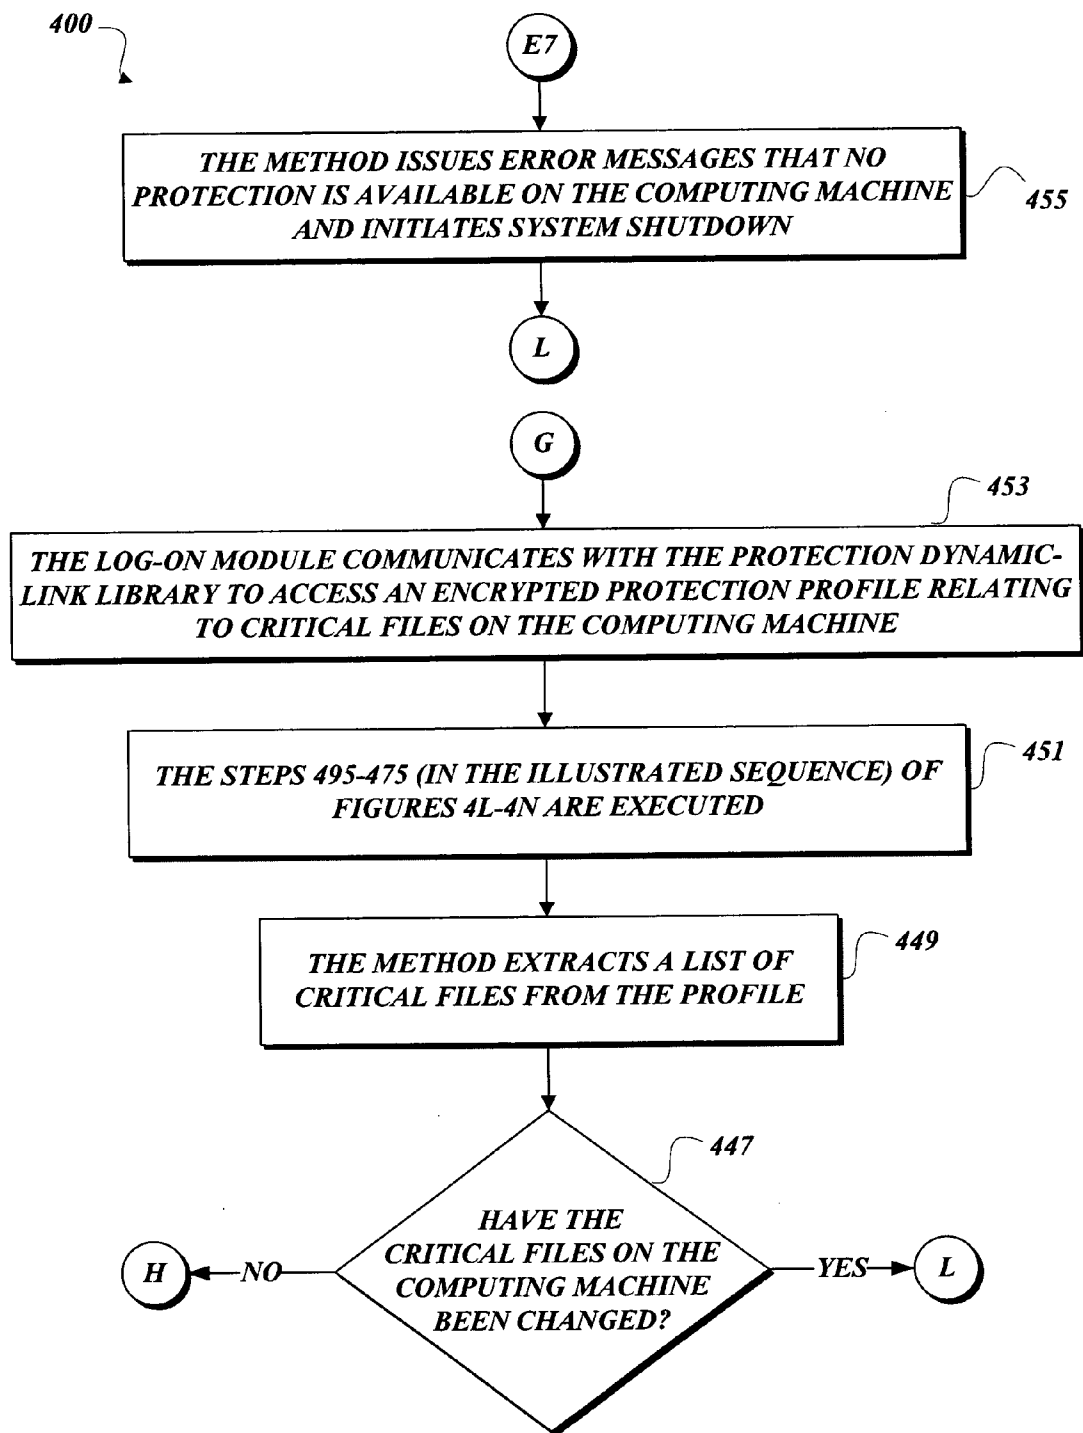 400
E7
THE METHOD ISSUES ERROR MESSAGES THAT NO
PROTECTION IS AVAILABLE ON THE COMPUTING MACHINE
AND INITIATES SYSTEM SHUTDOWN
455
L
G
453
THE LOG-ON MODULE COMMUNICATES WITH THE PROTECTION DYNAMIC-
LINK LIBRARY TO ACCESS AN ENCRYPTED PROTECTION PROFILE RELATING
TO CRITICAL FILES ON THE COMPUTING MACHINE
451
THE STEPS 495-475 (IN THE ILLUSTRATED SEQUENCE) OF
FIGURES 4L-4N ARE EXECUTED
449
THE METHOD EXTRACTS A LIST OF
CRITICAL FILES FROM THE PROFILE
447
HAVE THE
CRITICAL FILES ON THE
COMPUTING MACHINE
BEEN CHANGED?
H
NO
YES
L